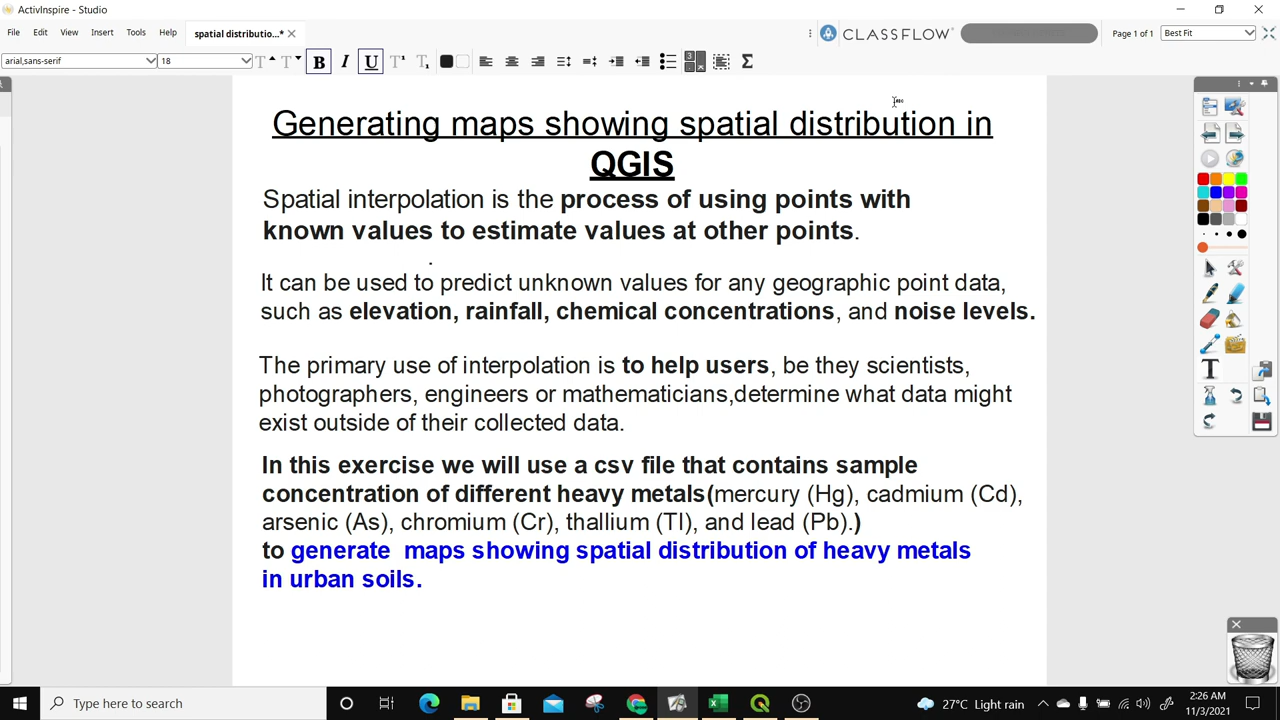 ActivInspire - Studio
File Edit View Insert Tools Help spatial distributio...* CLASSFLOW Page 1 of 1 Best Fit
arial,sans-serif 18
Generating maps showing spatial distribution in
QGIS
Spatial interpolation is the process of using points with
known values to estimate values at other points.
It can be used to predict unknown values for any geographic point data,
such as elevation, rainfall, chemical concentrations, and noise levels.
The primary use of interpolation is to help users, be they scientists,
photographers, engineers or mathematicians,determine what data might
exist outside of their collected data.
In this exercise we will use a csv file that contains sample
concentration of different heavy metals(mercury (Hg), cadmium (Cd),
arsenic (As), chromium (Cr), thallium (Tl), and lead (Pb).)
to generate maps showing spatial distribution of heavy metals
in urban soils.
Type here to search
27°C Light rain
2:26 AM
11/3/2021